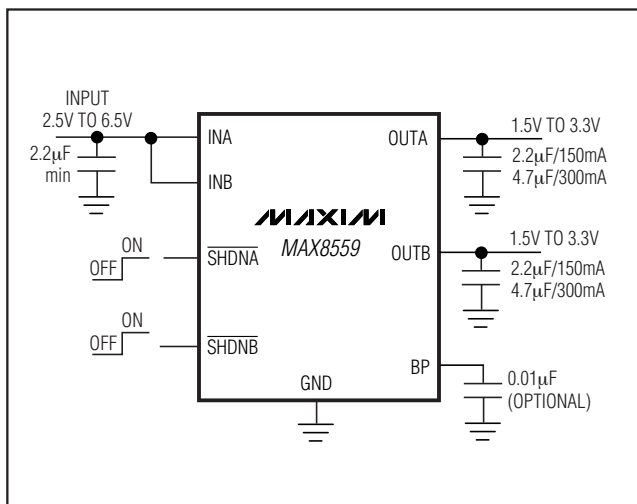 INPUT
2.5V TO 6.5V
2.2μF
min
INA
INB
ON
OFF
SHDNA
ON
OFF
SHDNB
MAXIM
MAX8559
GND
OUTA
OUTB
BP
1.5V TO 3.3V
2.2μF/150mA
4.7μF/300mA
1.5V TO 3.3V
2.2μF/150mA
4.7μF/300mA
0.01μF
(OPTIONAL)